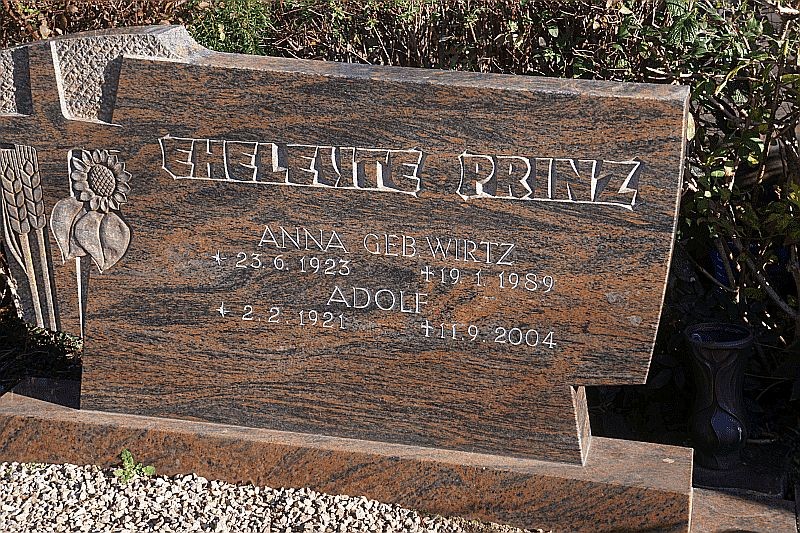 EHELEUTE PRINZ
ANNA GEB. WIRTZ
* 23. 6. 1923 †19. 1. 1989
ADOLF
* 2. 2. 1921 †11. 9. 2004